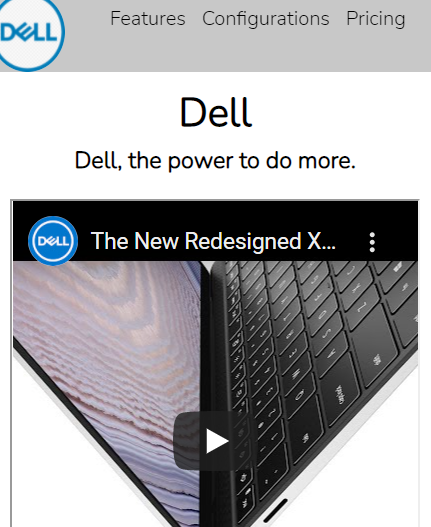 DELL
Features Configurations Pricing
Dell
Dell, the power to do more.
DELL
The New Redesigned X...